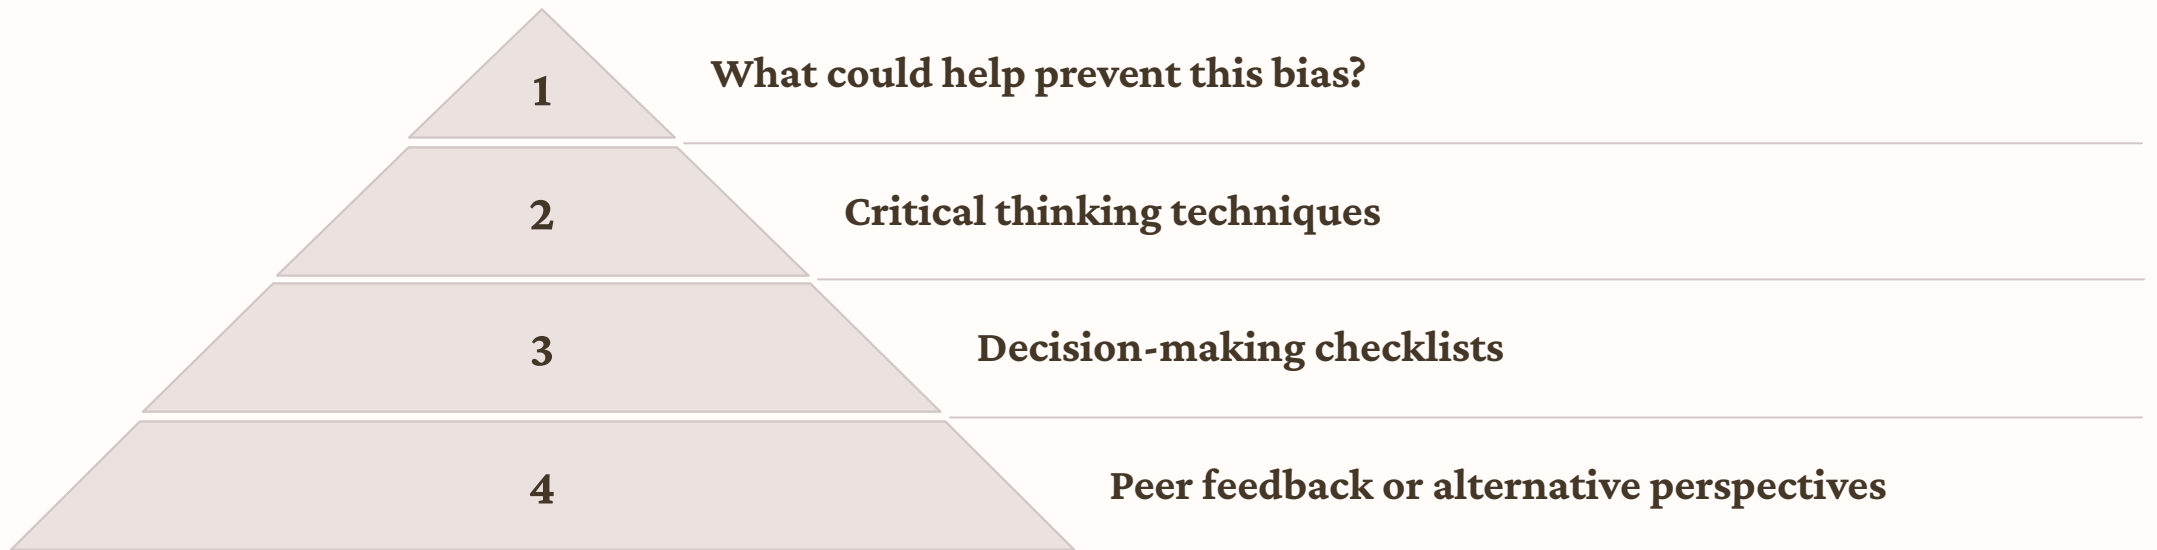 1
What could help prevent this bias?
2
Critical thinking techniques
3
Decision-making checklists
4
Peer feedback or alternative perspectives